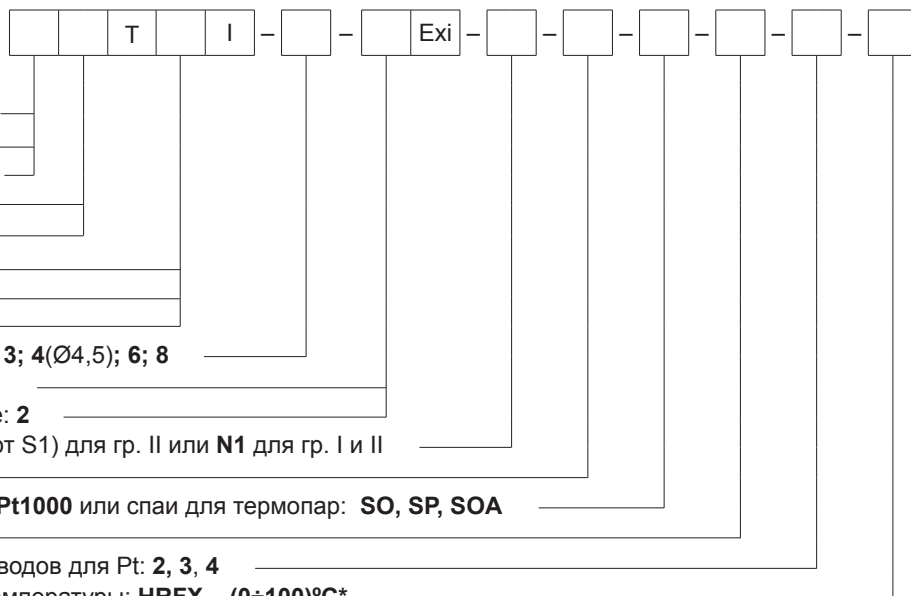 T I – – Exi – – – – – –
3; 4(Ø4,5); 6; 8
: 2
от S1) для гр. II или N1 для гр. I и II
Pt1000 или спаи для термопар: SO, SP, SOA
водов для Pt: 2, 3, 4